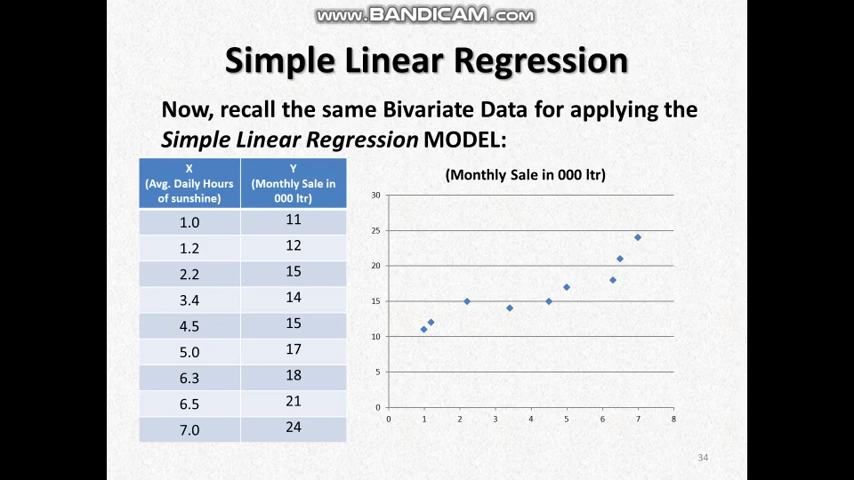 www.BANDICAM.com
Simple Linear Regression
Now, recall the same Bivariate Data for applying the
Simple Linear Regression MODEL:
X
(Avg. Daily Hours
of sunshine)
Y
(Monthly Sale in
000 ltr)
1.0 11
1.2 12
2.2 15
3.4 14
4.5 15
5.0 17
6.3 18
6.5 21
7.0 24
(Monthly Sale in 000 ltr)
30
25
20
15
10
5
0
0 1 2 3 4 5 6 7 8
34